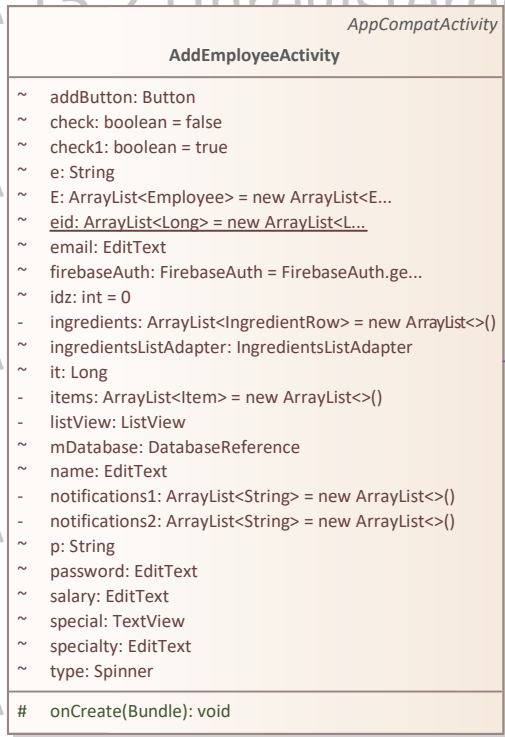 AppCompatActivity
AddEmployeeActivity
~ addButton: Button
~ check: boolean = false
~ check1: boolean = true
~ e: String
~ E: ArrayList<Employee> = new ArrayList<E...
~ eid: ArrayList<Long> = new ArrayList<L...
~ email: EditText
~ firebaseAuth: FirebaseAuth = FirebaseAuth.ge...
~ idz: int = 0
- ingredients: ArrayList<IngredientRow> = new ArrayList<>()
~ ingredientsListAdapter: IngredientsListAdapter
~ it: Long
- items: ArrayList<Item> = new ArrayList<>()
- listView: ListView
~ mDatabase: DatabaseReference
~ name: EditText
- notifications1: ArrayList<String> = new ArrayList<>()
- notifications2: ArrayList<String> = new ArrayList<>()
~ p: String
~ password: EditText
~ salary: EditText
~ special: TextView
~ specialty: EditText
~ type: Spinner
# onCreate(Bundle): void